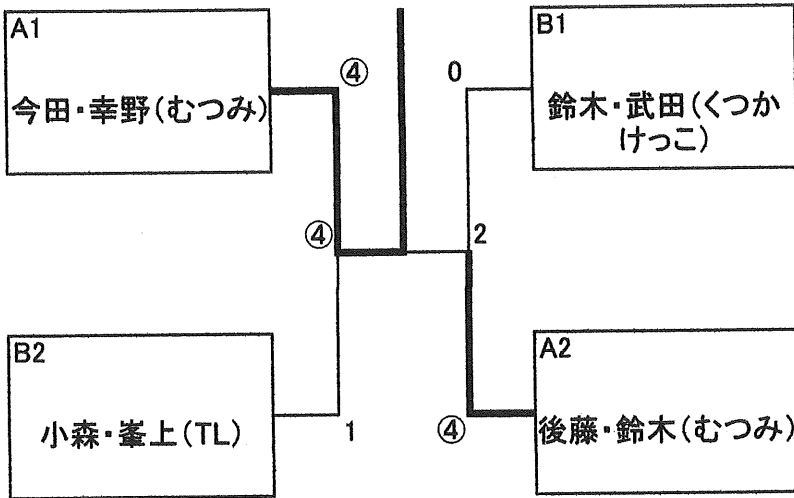 A1
今田・幸野(むつみ)
④
0
B1
鈴木・武田(くつか
けっこ)
④
2
B2
小森・峯上(TL)
1
④
A2
後藤・鈴木(むつみ)